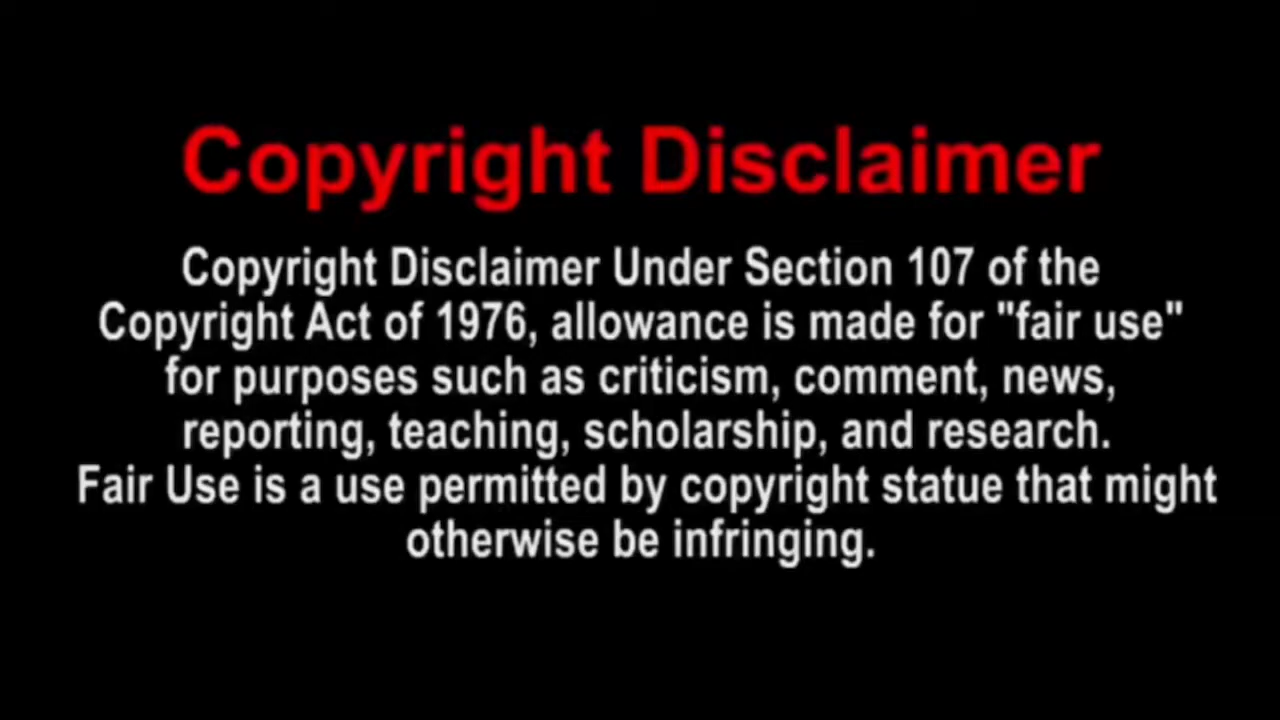 Copyright Disclaimer
Copyright Disclaimer Under Section 107 of the
Copyright Act of 1976, allowance is made for "fair use"
for purposes such as criticism, comment, news,
reporting, teaching, scholarship, and research.
Fair Use is a use permitted by copyright statue that might
otherwise be infringing.